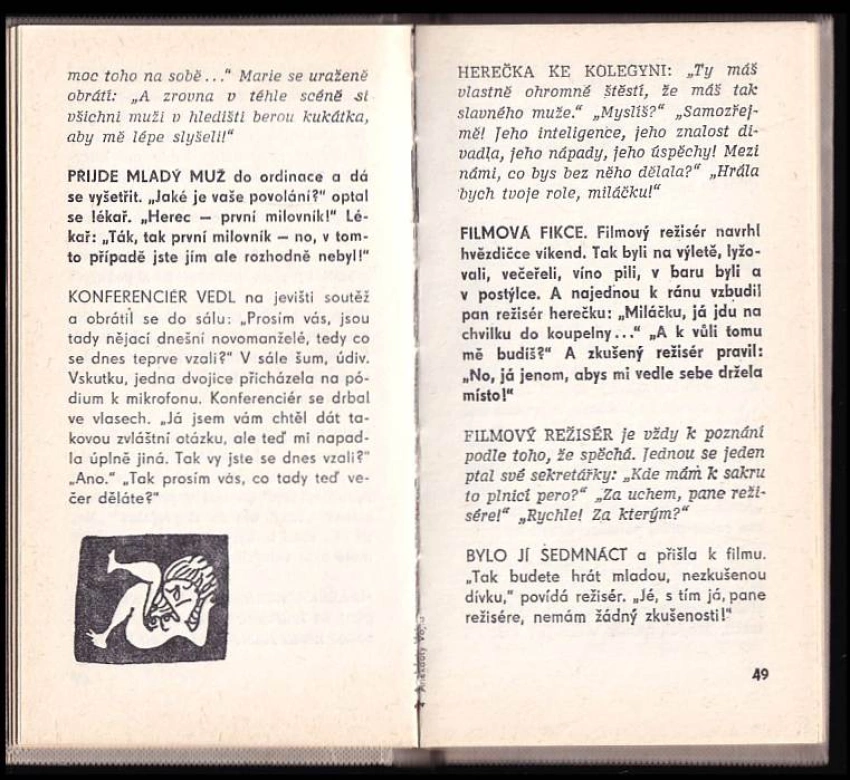 moc toho na sobě...“ Marie se uraženě
obrátí: „A zrovna v téhle scéně si
všichni muži v hledišti berou kukátka,
aby mě lépe slyšeli!“
PŘIJDE MLADÝ MUŽ do ordinace a dá
se vyšetřit. „Jaké je vaše povolání?“ optal
se lékař. „Herec — první milovník!“ Lé-
kař: „Ták, tak první milovník — no, v tom-
to případě jste jím ale rozhodně nebyl!“
KONFERENCIÉR VEDL na jevišti soutěž
a obrátil se do sálu: „Prosím vás, jsou
tady nějací dnešní novomanželé, tedy co
se dnes teprve vzali?“ V sále šum, údiv.
Vskutku, jedna dvojice přicházela na pó-
dium k mikrofonu. Konferenciér se drbal
ve vlasech. „Já jsem vám chtěl dát ta-
kovou zvláštní otázku, ale teď mi napad-
la úplně jiná. Tak vy jste se dnes vzali?“
„Ano.“ „Tak prosím vás, co tady teď ve-
čer děláte?“
HEREČKA KE KOLEGYNI: „Ty máš
vlastně ohromné štěstí, že máš tak
slavného muže.“ „Myslíš?“ „Samozřej-
mě! Jeho inteligence, jeho znalost di-
vadla, jeho nápady, jeho úspěchy! Mezi
námi, co bys bez něho dělala?“ „Hrála
bych tvoje role, miláčku!“
FILMOVÁ FIKCE. Filmový režisér navrhl
hvězdičce víkend. Tak byli na výletě, lyžo-
vali, večeřeli, víno pili, v baru byli a
v postýlce. A najednou k ránu vzbudil
pan režisér herečku: „Miláčku, já jdu na
chvilku do koupelny...“ „A k vůli tomu
mě budíš?“ A zkušený režisér pravil:
„No, já jenom, abys mi vedle sebe držela
místo!“
FILMOVÝ REŽISÉR je vždy k poznání
podle toho, že spěchá. Jednou se jeden
ptal své sekretářky: „Kde mám k sakru
to plnicí pero?“ „Za uchem, pane reži-
sére!“ „Rychle! Za kterým?“
BYLO JÍ SEDMNÁCT a přišla k filmu.
„Tak budete hrát mladou, nezkušenou
dívku,“ povídá režisér. „Jé, s tím já, pane
režisére, nemám žádný zkušenosti!“
49